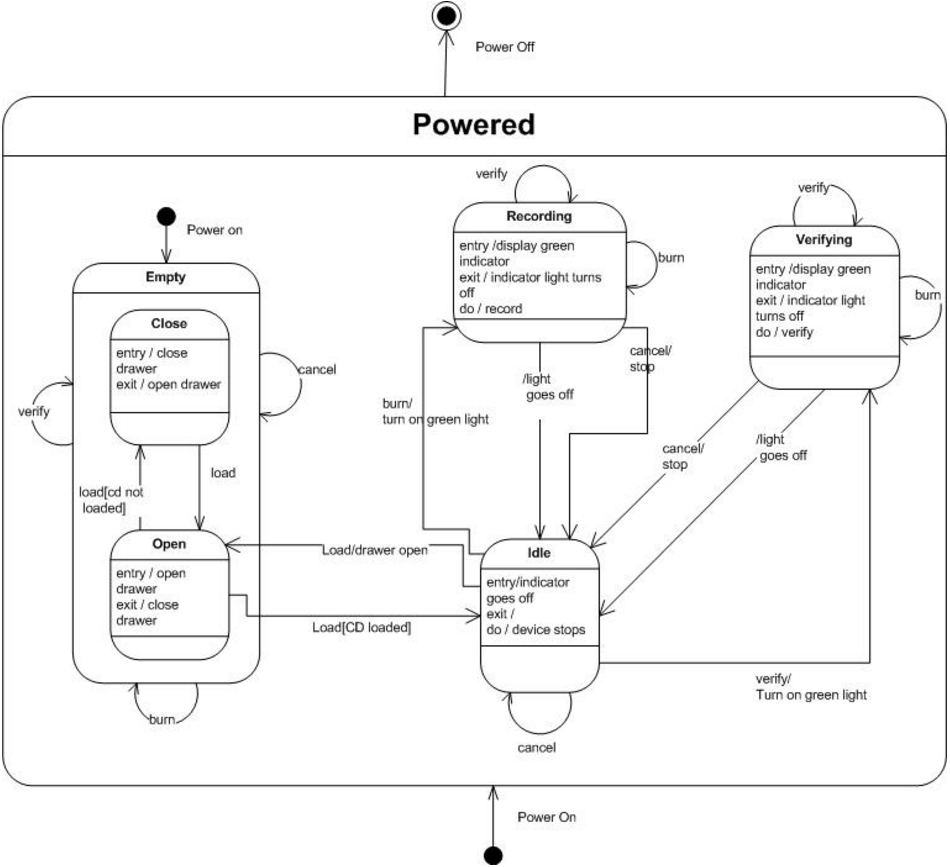 Power Off
Powered
verify
Recording
entry /display green
indicator
exit / indicator light turns
off
do / record
burn
verify
Verifying
entry /display green
indicator
exit / indicator light
turns off
do / verify
burn
Power on
Empty
Close
entry / close
drawer
exit / open drawer
cancel
verify
load
load[cd not
loaded]
Open
entry / open
drawer
exit / close
drawer
burn
burn/
turn on green light
/light
goes off
cancel/
stop
cancel/
stop
/light
goes off
Load/drawer open
Load[CD loaded]
Idle
entry/indicator
goes off
exit /
do / device stops
cancel
verify/
Turn on green light
Power On